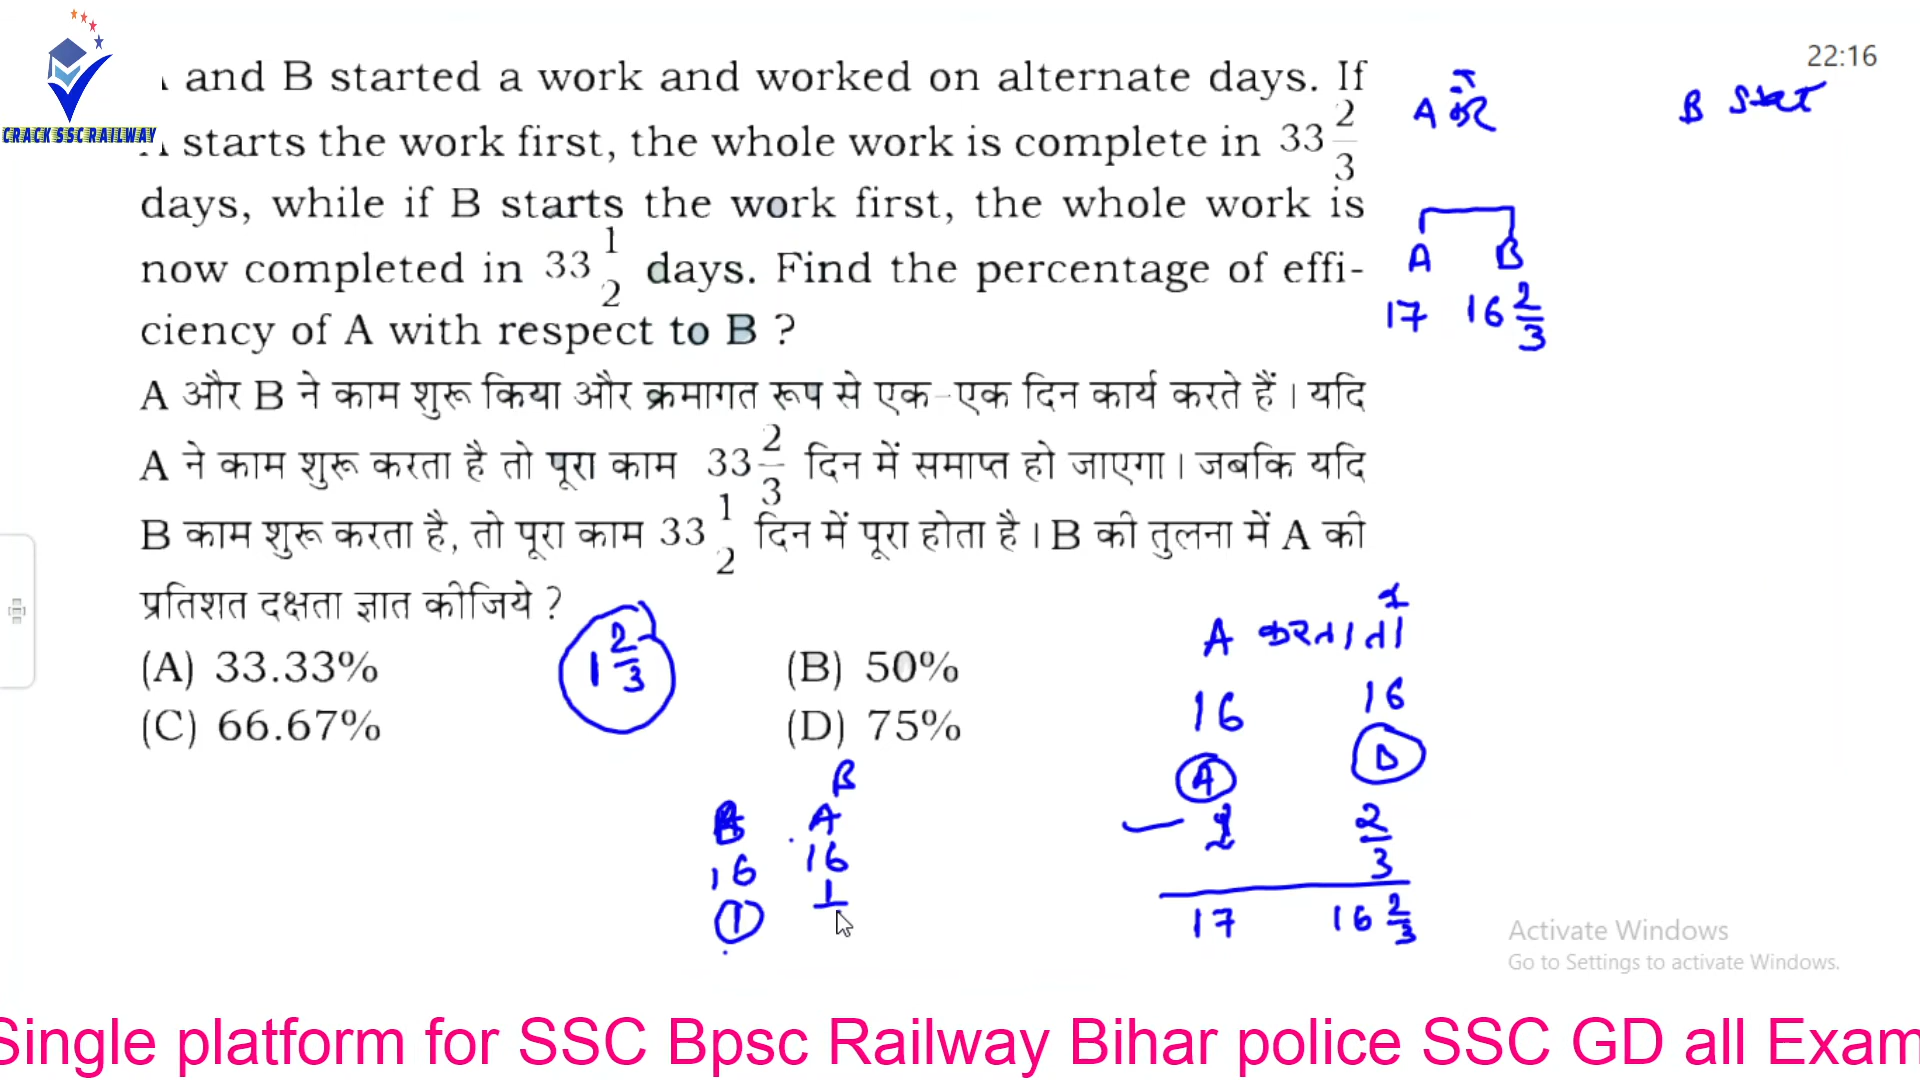 22:16
and B started a work and worked on alternate days. If
CRACK SSC RAILWAY
starts the work first, the whole work is complete in 33 2/3
days, while if B starts the work first, the whole work is
now completed in 33 1/2 days. Find the percentage of effi-
ciency of A with respect to B ?
A और B ने काम शुरू किया और क्रमागत रूप से एक-एक दिन कार्य करते हैं। यदि
A ने काम शुरू करता है तो पूरा काम 33 2/3 दिन में समाप्त हो जाएगा। जबकि यदि
B काम शुरू करता है, तो पूरा काम 33 1/2 दिन में पूरा होता है। B की तुलना में A की
प्रतिशत दक्षता ज्ञात कीजिये ?
(A) 33.33% (B) 50%
(C) 66.67% (D) 75%
A
B
A B
17 16 2/3
1 2/3
A
16 16
A
2/3
17 16 2/3
B
A
16 16
1 1
Activate Windows
Go to Settings to activate Windows.
Single platform for SSC Bpsc Railway Bihar police SSC GD all Exam